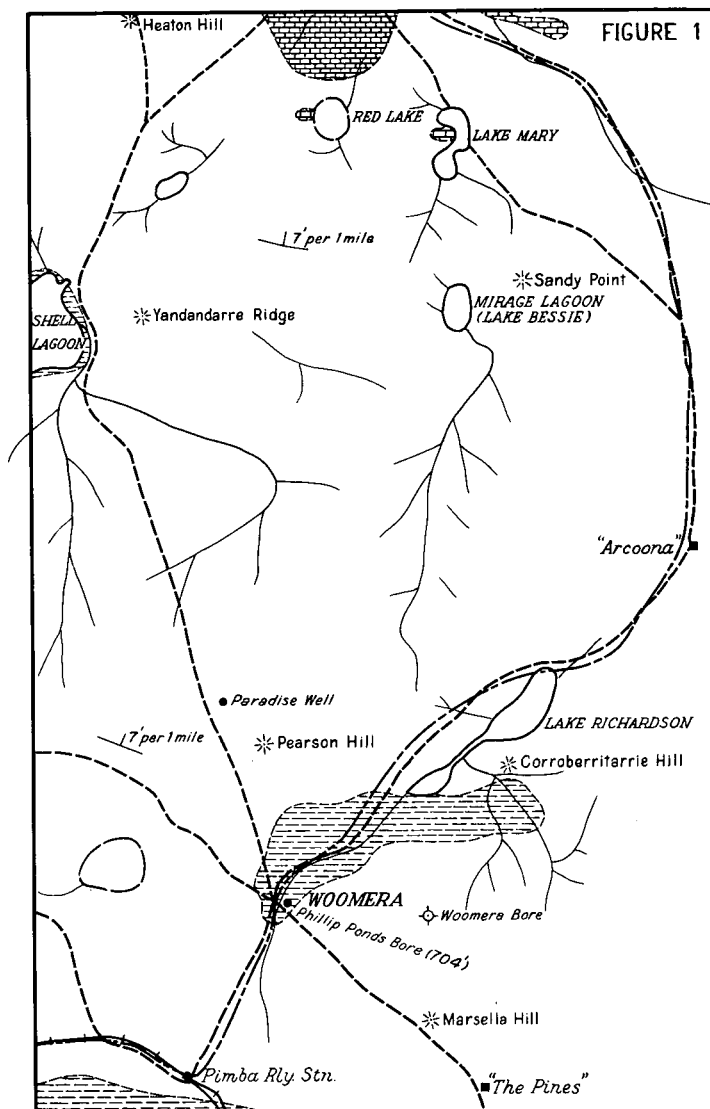 FIGURE 1
Heaton Hill
RED LAKE
LAKE MARY
7' per 1 mile
Sandy Point
MIRAGE LAGOON
(LAKE BESSIE)
SHELL
LAGOON
Yandandarre Ridge
"Arcoona"
Paradise Well
LAKE RICHARDSON
7' per 1 mile
Pearson Hill
Corroberritarrie Hill
WOOMERA
Phillip Ponds Bore (704')
Woomera Bore
Marsella Hill
Pimba Rly. Stn.
"The Pines"